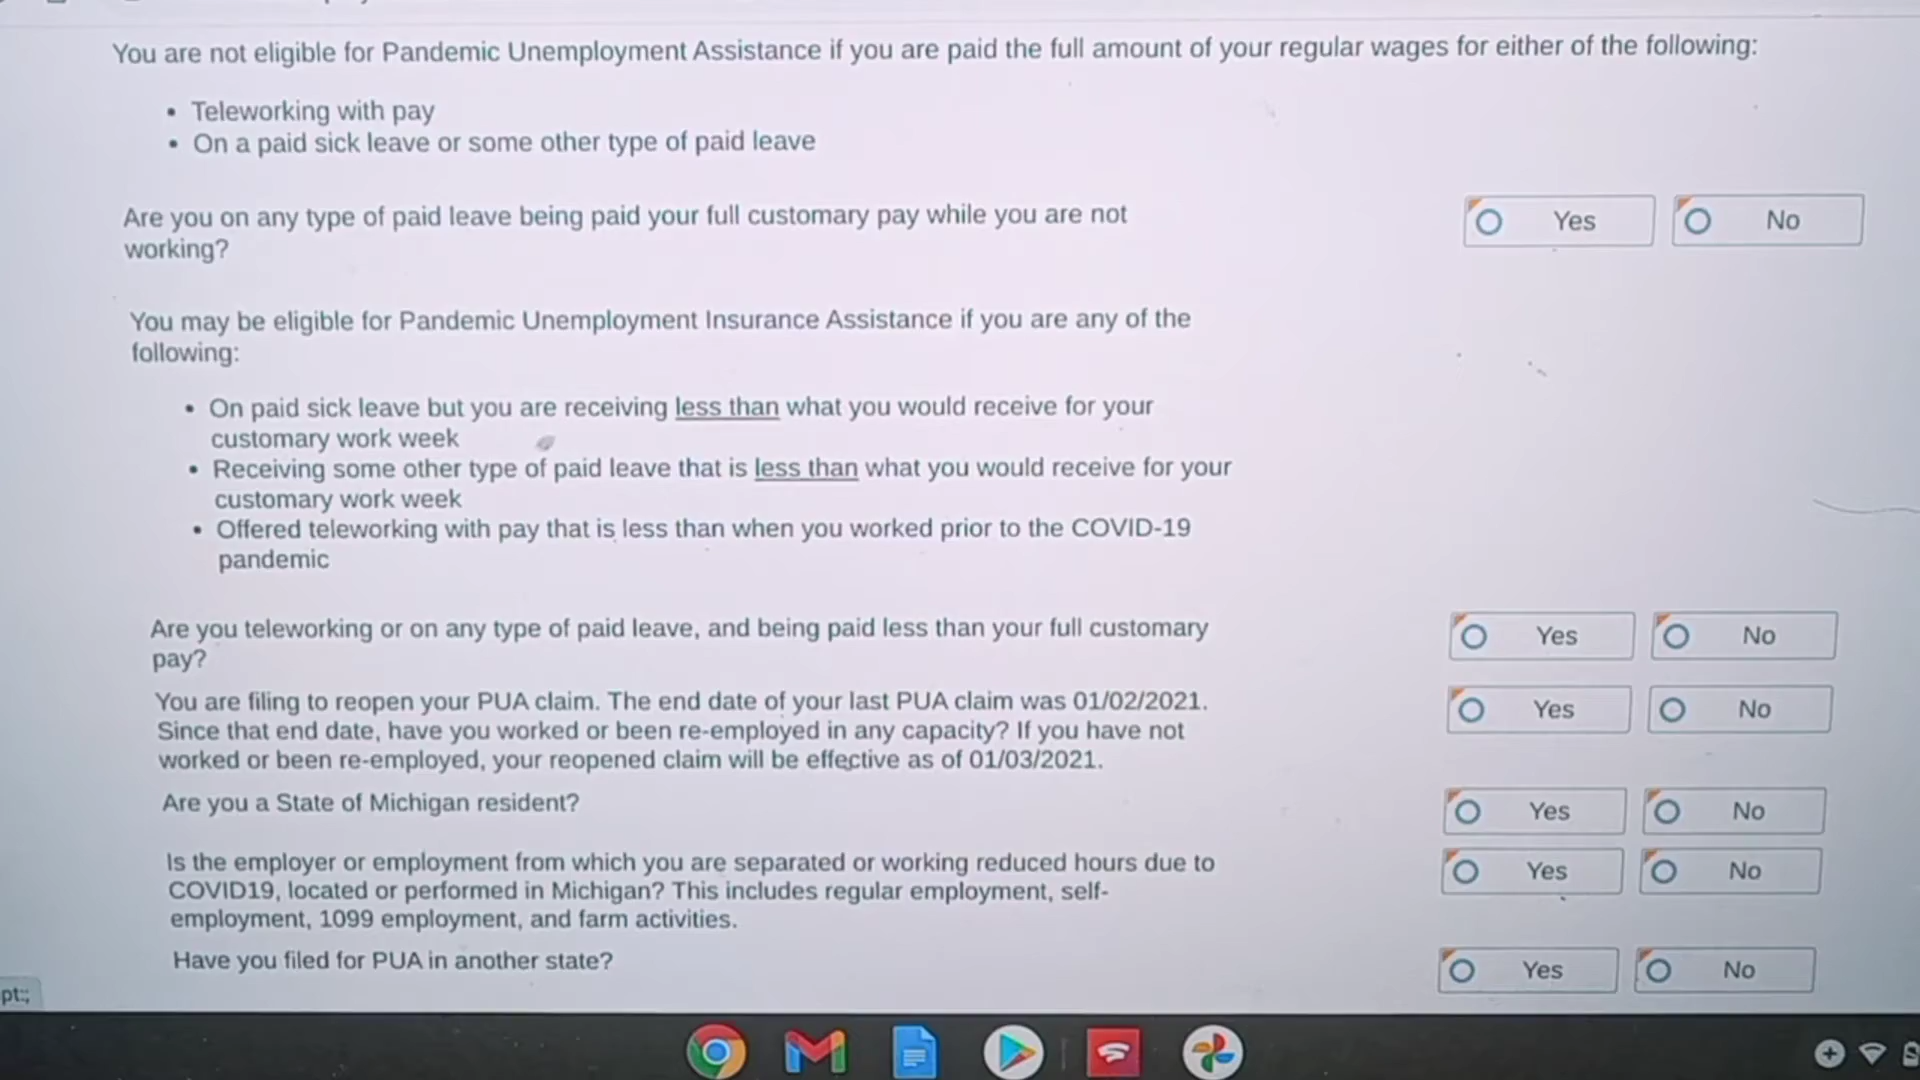 You are not eligible for Pandemic Unemployment Assistance if you are paid the full amount of your regular wages for either of the following:
• Teleworking with pay
• On a paid sick leave or some other type of paid leave
Are you on any type of paid leave being paid your full customary pay while you are not
working?
Yes
No
You may be eligible for Pandemic Unemployment Insurance Assistance if you are any of the
following:
• On paid sick leave but you are receiving less than what you would receive for your
customary work week
• Receiving some other type of paid leave that is less than what you would receive for your
customary work week
• Offered teleworking with pay that is less than when you worked prior to the COVID-19
pandemic
Are you teleworking or on any type of paid leave, and being paid less than your full customary
pay?
Yes
No
You are filing to reopen your PUA claim. The end date of your last PUA claim was 01/02/2021.
Since that end date, have you worked or been re-employed in any capacity? If you have not
worked or been re-employed, your reopened claim will be effective as of 01/03/2021.
Yes
No
Are you a State of Michigan resident?
Yes
No
Is the employer or employment from which you are separated or working reduced hours due to
COVID19, located or performed in Michigan? This includes regular employment, self-
employment, 1099 employment, and farm activities.
Yes
No
Have you filed for PUA in another state?
Yes
No